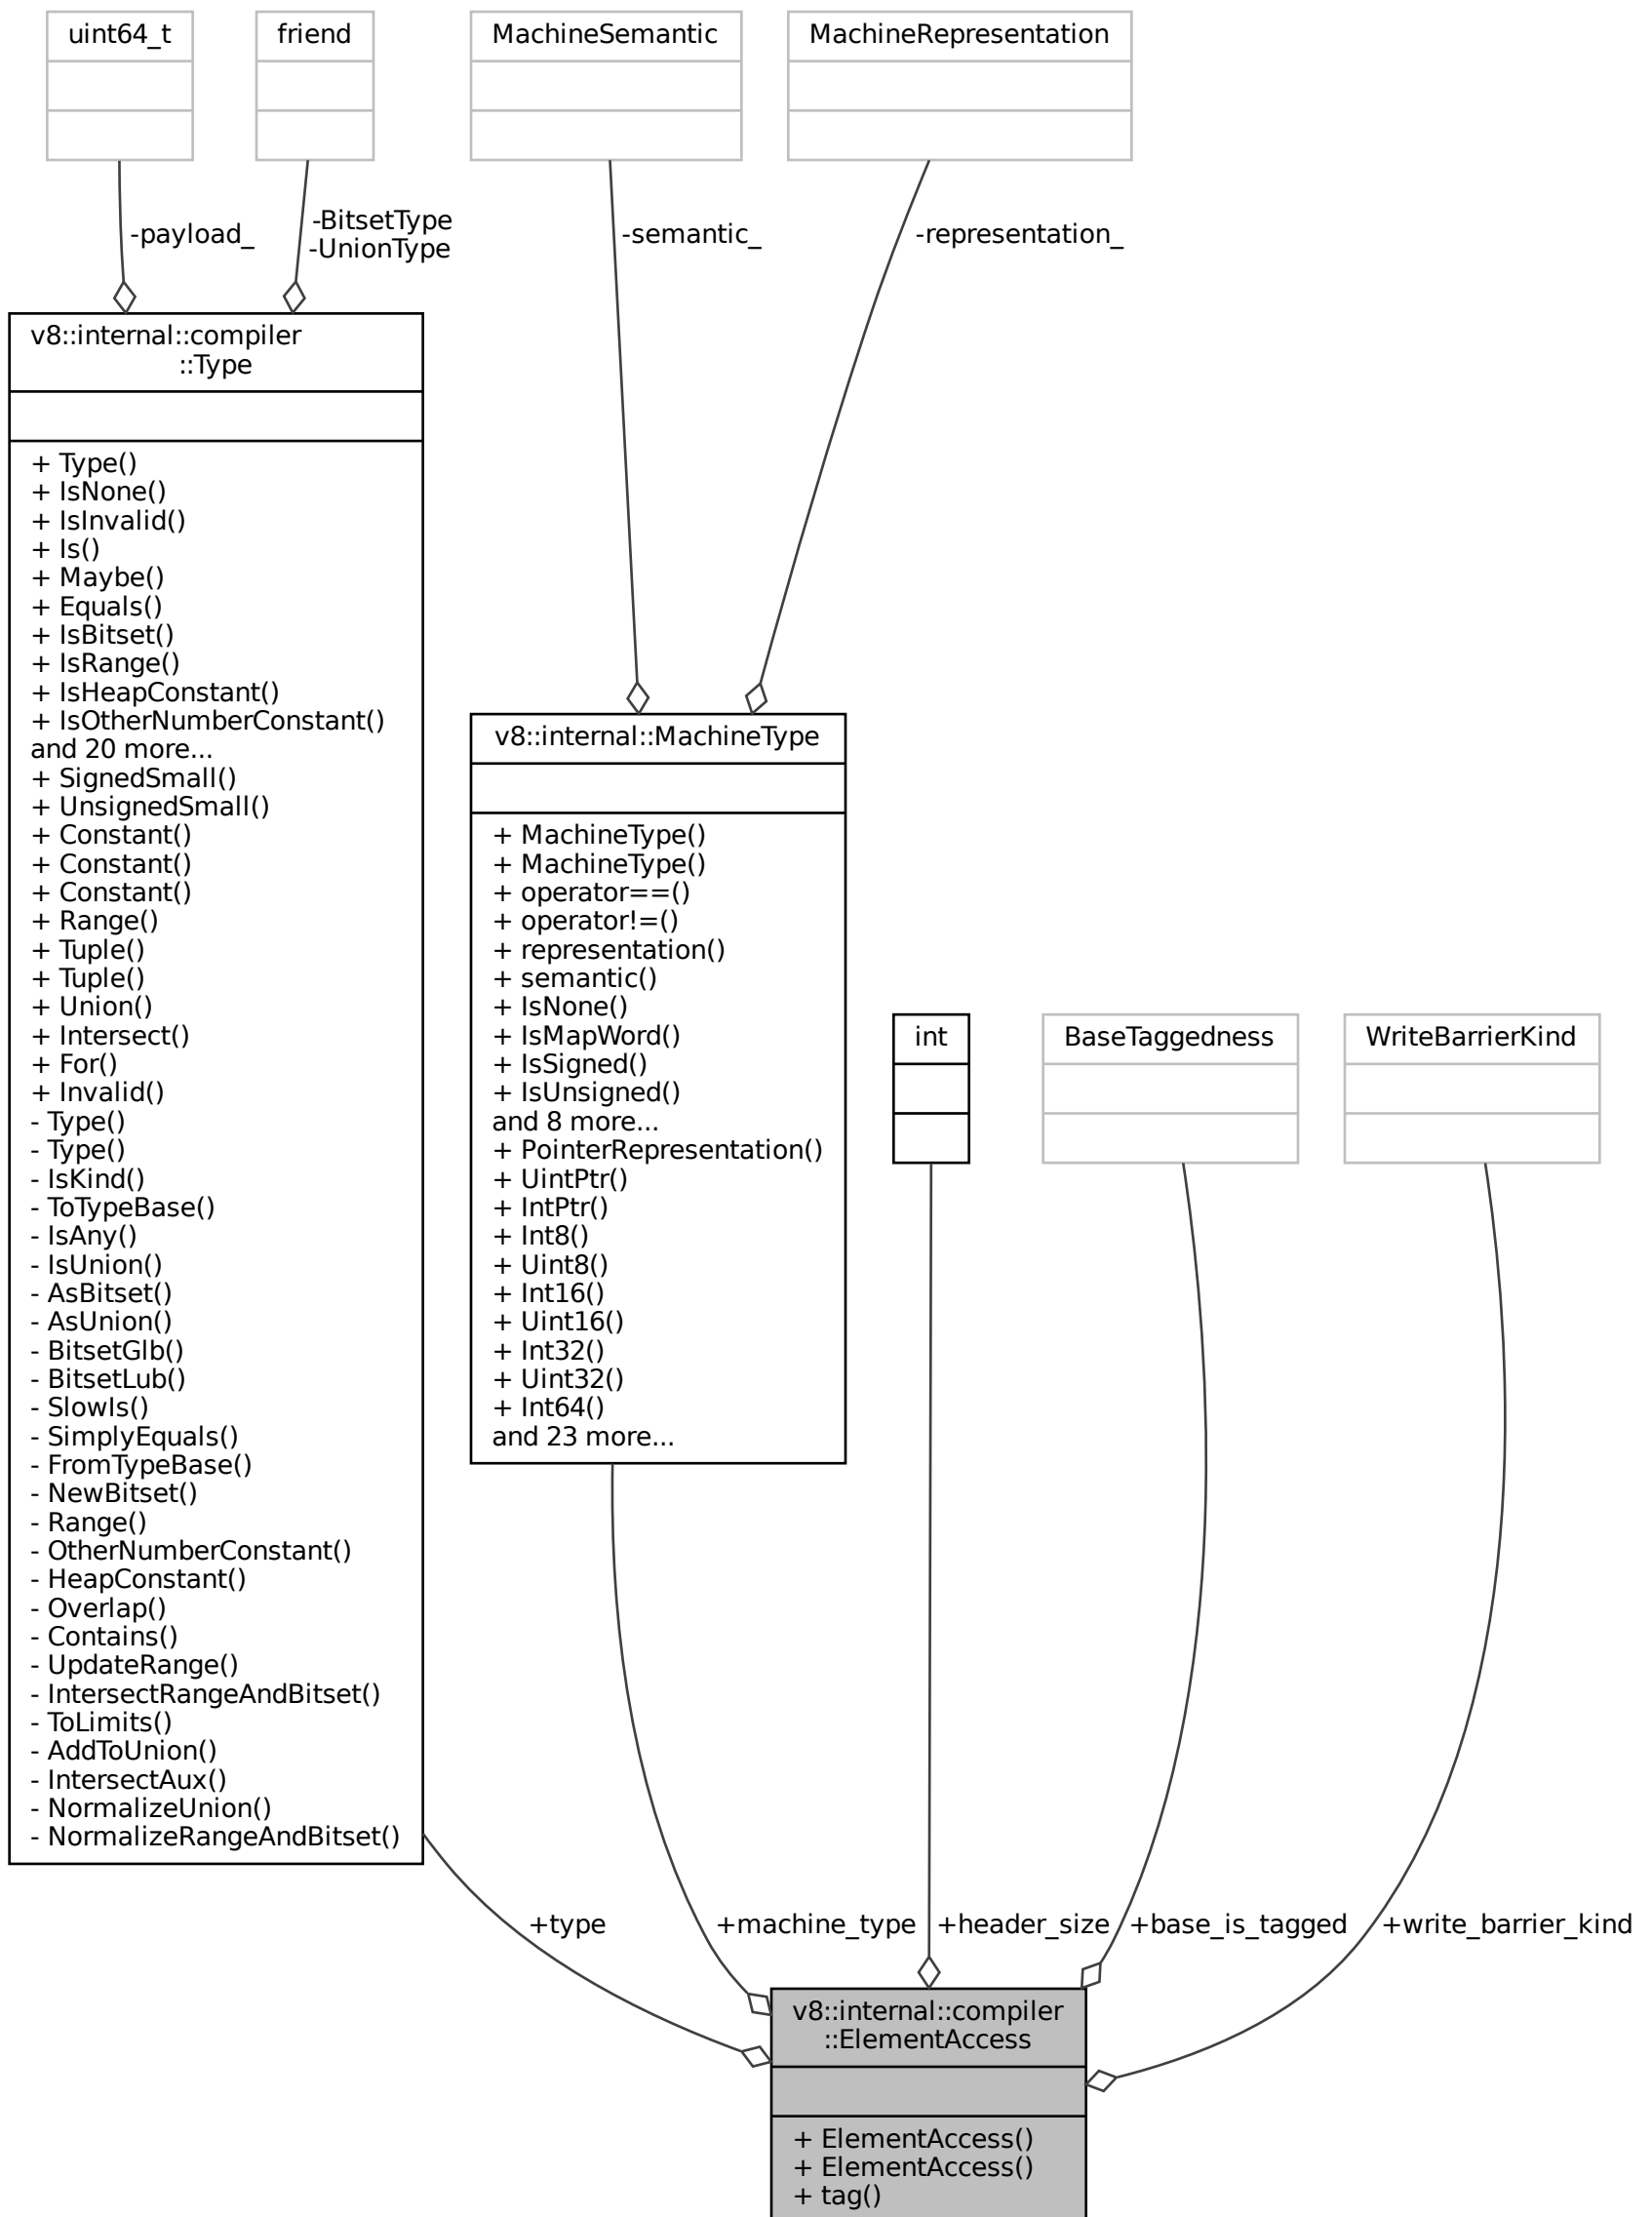 uint64_t
friend
MachineSemantic
MachineRepresentation
-payload_
-BitsetType
-UnionType
-semantic_
-representation_
v8::internal::compiler
::Type
+ Type()
+ IsNone()
+ IsInvalid()
+ Is()
+ Maybe()
+ Equals()
+ IsBitset()
+ IsRange()
+ IsHeapConstant()
+ IsOtherNumberConstant()
and 20 more...
+ SignedSmall()
+ UnsignedSmall()
+ Constant()
+ Constant()
+ Constant()
+ Range()
+ Tuple()
+ Tuple()
+ Union()
+ Intersect()
+ For()
+ Invalid()
- Type()
- Type()
- IsKind()
- ToTypeBase()
- IsAny()
- IsUnion()
- AsBitset()
- AsUnion()
- BitsetGlb()
- BitsetLub()
- SlowIs()
- SimplyEquals()
- FromTypeBase()
- NewBitset()
- Range()
- OtherNumberConstant()
- HeapConstant()
- Overlap()
- Contains()
- UpdateRange()
- IntersectRangeAndBitset()
- ToLimits()
- AddToUnion()
- IntersectAux()
- NormalizeUnion()
- NormalizeRangeAndBitset()
v8::internal::MachineType
+ MachineType()
+ MachineType()
+ operator==()
+ operator!=()
+ representation()
+ semantic()
+ IsNone()
+ IsMapWord()
+ IsSigned()
+ IsUnsigned()
and 8 more...
+ PointerRepresentation()
+ UintPtr()
+ IntPtr()
+ Int8()
+ Uint8()
+ Int16()
+ Uint16()
+ Int32()
+ Uint32()
+ Int64()
and 23 more...
int
BaseTaggedness
WriteBarrierKind
+type
+machine_type
+header_size
+base_is_tagged
+write_barrier_kind
v8::internal::compiler
::ElementAccess
+ ElementAccess()
+ ElementAccess()
+ tag()